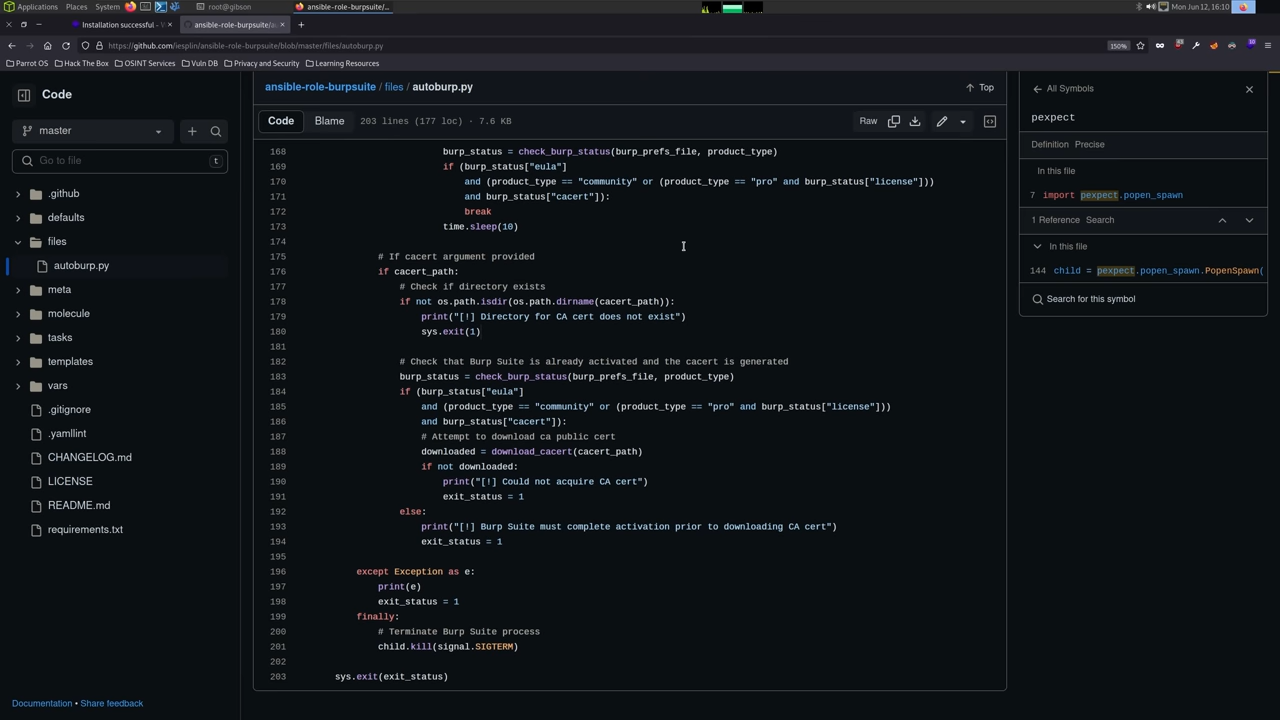 Applications Places System root@gibson ansible-role-burpsuite/... Mon Jun 12, 16:10
Installation successful - ansible-role-burpsuite/au
https://github.com/iesplin/ansible-role-burpsuite/blob/master/files/autoburp.py 150%
Parrot OS Hack The Box OSINT Services Vuln DB Privacy and Security Learning Resources
Code
master
Go to file t
.github
defaults
files
autoburp.py
meta
molecule
tasks
templates
vars
.gitignore
.yamllint
CHANGELOG.md
LICENSE
README.md
requirements.txt
Documentation • Share feedback
ansible-role-burpsuite / files / autoburp.py Top
Code Blame 203 lines (177 loc) · 7.6 KB Raw
168 burp_status = check_burp_status(burp_prefs_file, product_type)
169 if (burp_status["eula"]
170 and (product_type == "community" or (product_type == "pro" and burp_status["license"]))
171 and burp_status["cacert"]):
172 break
173 time.sleep(10)
174
175 # If cacert argument provided
176 if cacert_path:
177 # Check if directory exists
178 if not os.path.isdir(os.path.dirname(cacert_path)):
179 print("[!] Directory for CA cert does not exist")
180 sys.exit(1)
181
182 # Check that Burp Suite is already activated and the cacert is generated
183 burp_status = check_burp_status(burp_prefs_file, product_type)
184 if (burp_status["eula"]
185 and (product_type == "community" or (product_type == "pro" and burp_status["license"]))
186 and burp_status["cacert"]):
187 # Attempt to download ca public cert
188 downloaded = download_cacert(cacert_path)
189 if not downloaded:
190 print("[!] Could not acquire CA cert")
191 exit_status = 1
192 else:
193 print("[!] Burp Suite must complete activation prior to downloading CA cert")
194 exit_status = 1
195
196 except Exception as e:
197 print(e)
198 exit_status = 1
199 finally:
200 # Terminate Burp Suite process
201 child.kill(signal.SIGTERM)
202
203 sys.exit(exit_status)
All Symbols
pexpect
Definition Precise
In this file
7 import pexpect.popen_spawn
1 Reference Search
In this file
144 child = pexpect.popen_spawn.PopenSpawn(
Search for this symbol